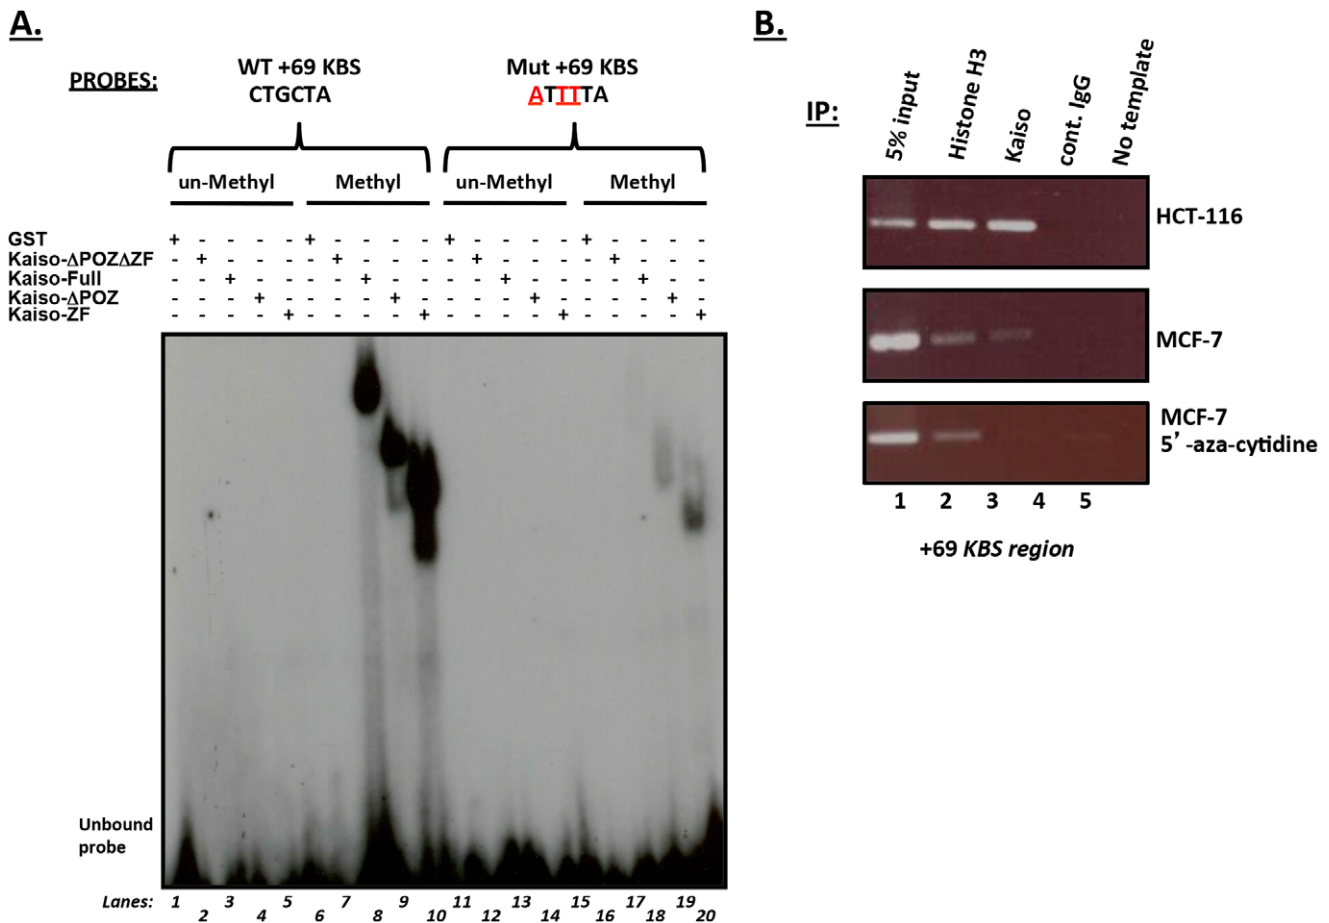 A.
PROBES:
WT +69 KBS
CTGCTA
Mut +69 KBS
ATTTTA
un-Methyl Methyl un-Methyl Methyl
GST + - - - - + - - - - + - - - - + - - - -
Kaiso-ΔPOZΔZF - + - - - - + - - - - + - - - - + - - -
Kaiso-Full - - + - - - - + - - - - + - - - - + - -
Kaiso-ΔPOZ - - - + - - - - + - - - - + - - - - + -
Kaiso-ZF - - - - + - - - - + - - - - + - - - - +
Unbound
probe
Lanes: 1 2 3 4 5 6 7 8 9 10 11 12 13 14 15 16 17 18 19 20
B.
IP:
5% input
Histone H3
Kaiso
cont. IgG
No template
HCT-116
MCF-7
MCF-7
5' -aza-cytidine
1 2 3 4 5
+69 KBS region